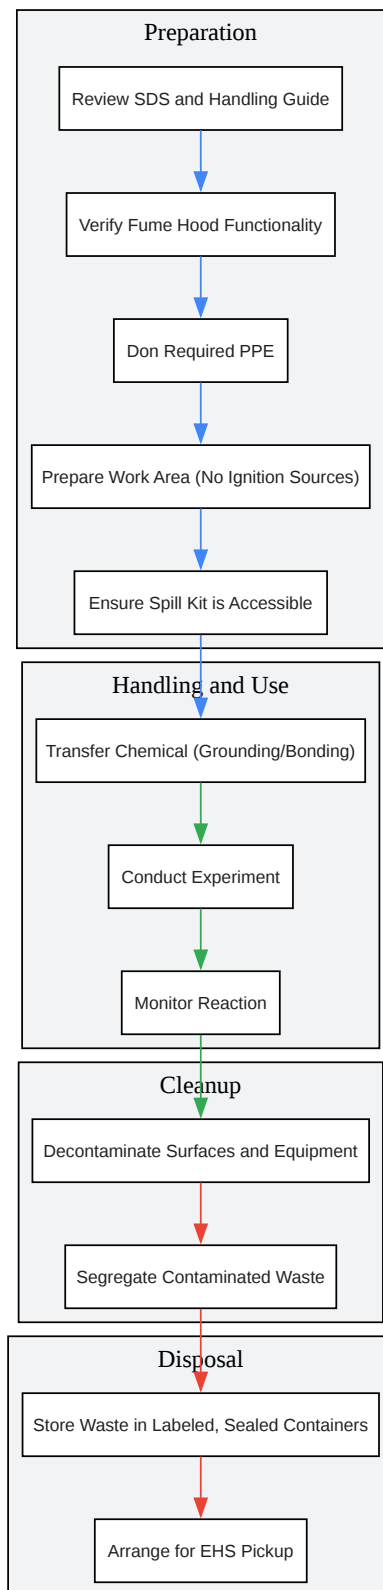 Preparation
Review SDS and Handling Guide
Verify Fume Hood Functionality
Don Required PPE
Prepare Work Area (No Ignition Sources)
Ensure Spill Kit is Accessible
Handling and Use
Transfer Chemical (Grounding/Bonding)
Conduct Experiment
Monitor Reaction
Cleanup
Decontaminate Surfaces and Equipment
Segregate Contaminated Waste
Disposal
Store Waste in Labeled, Sealed Containers
Arrange for EHS Pickup